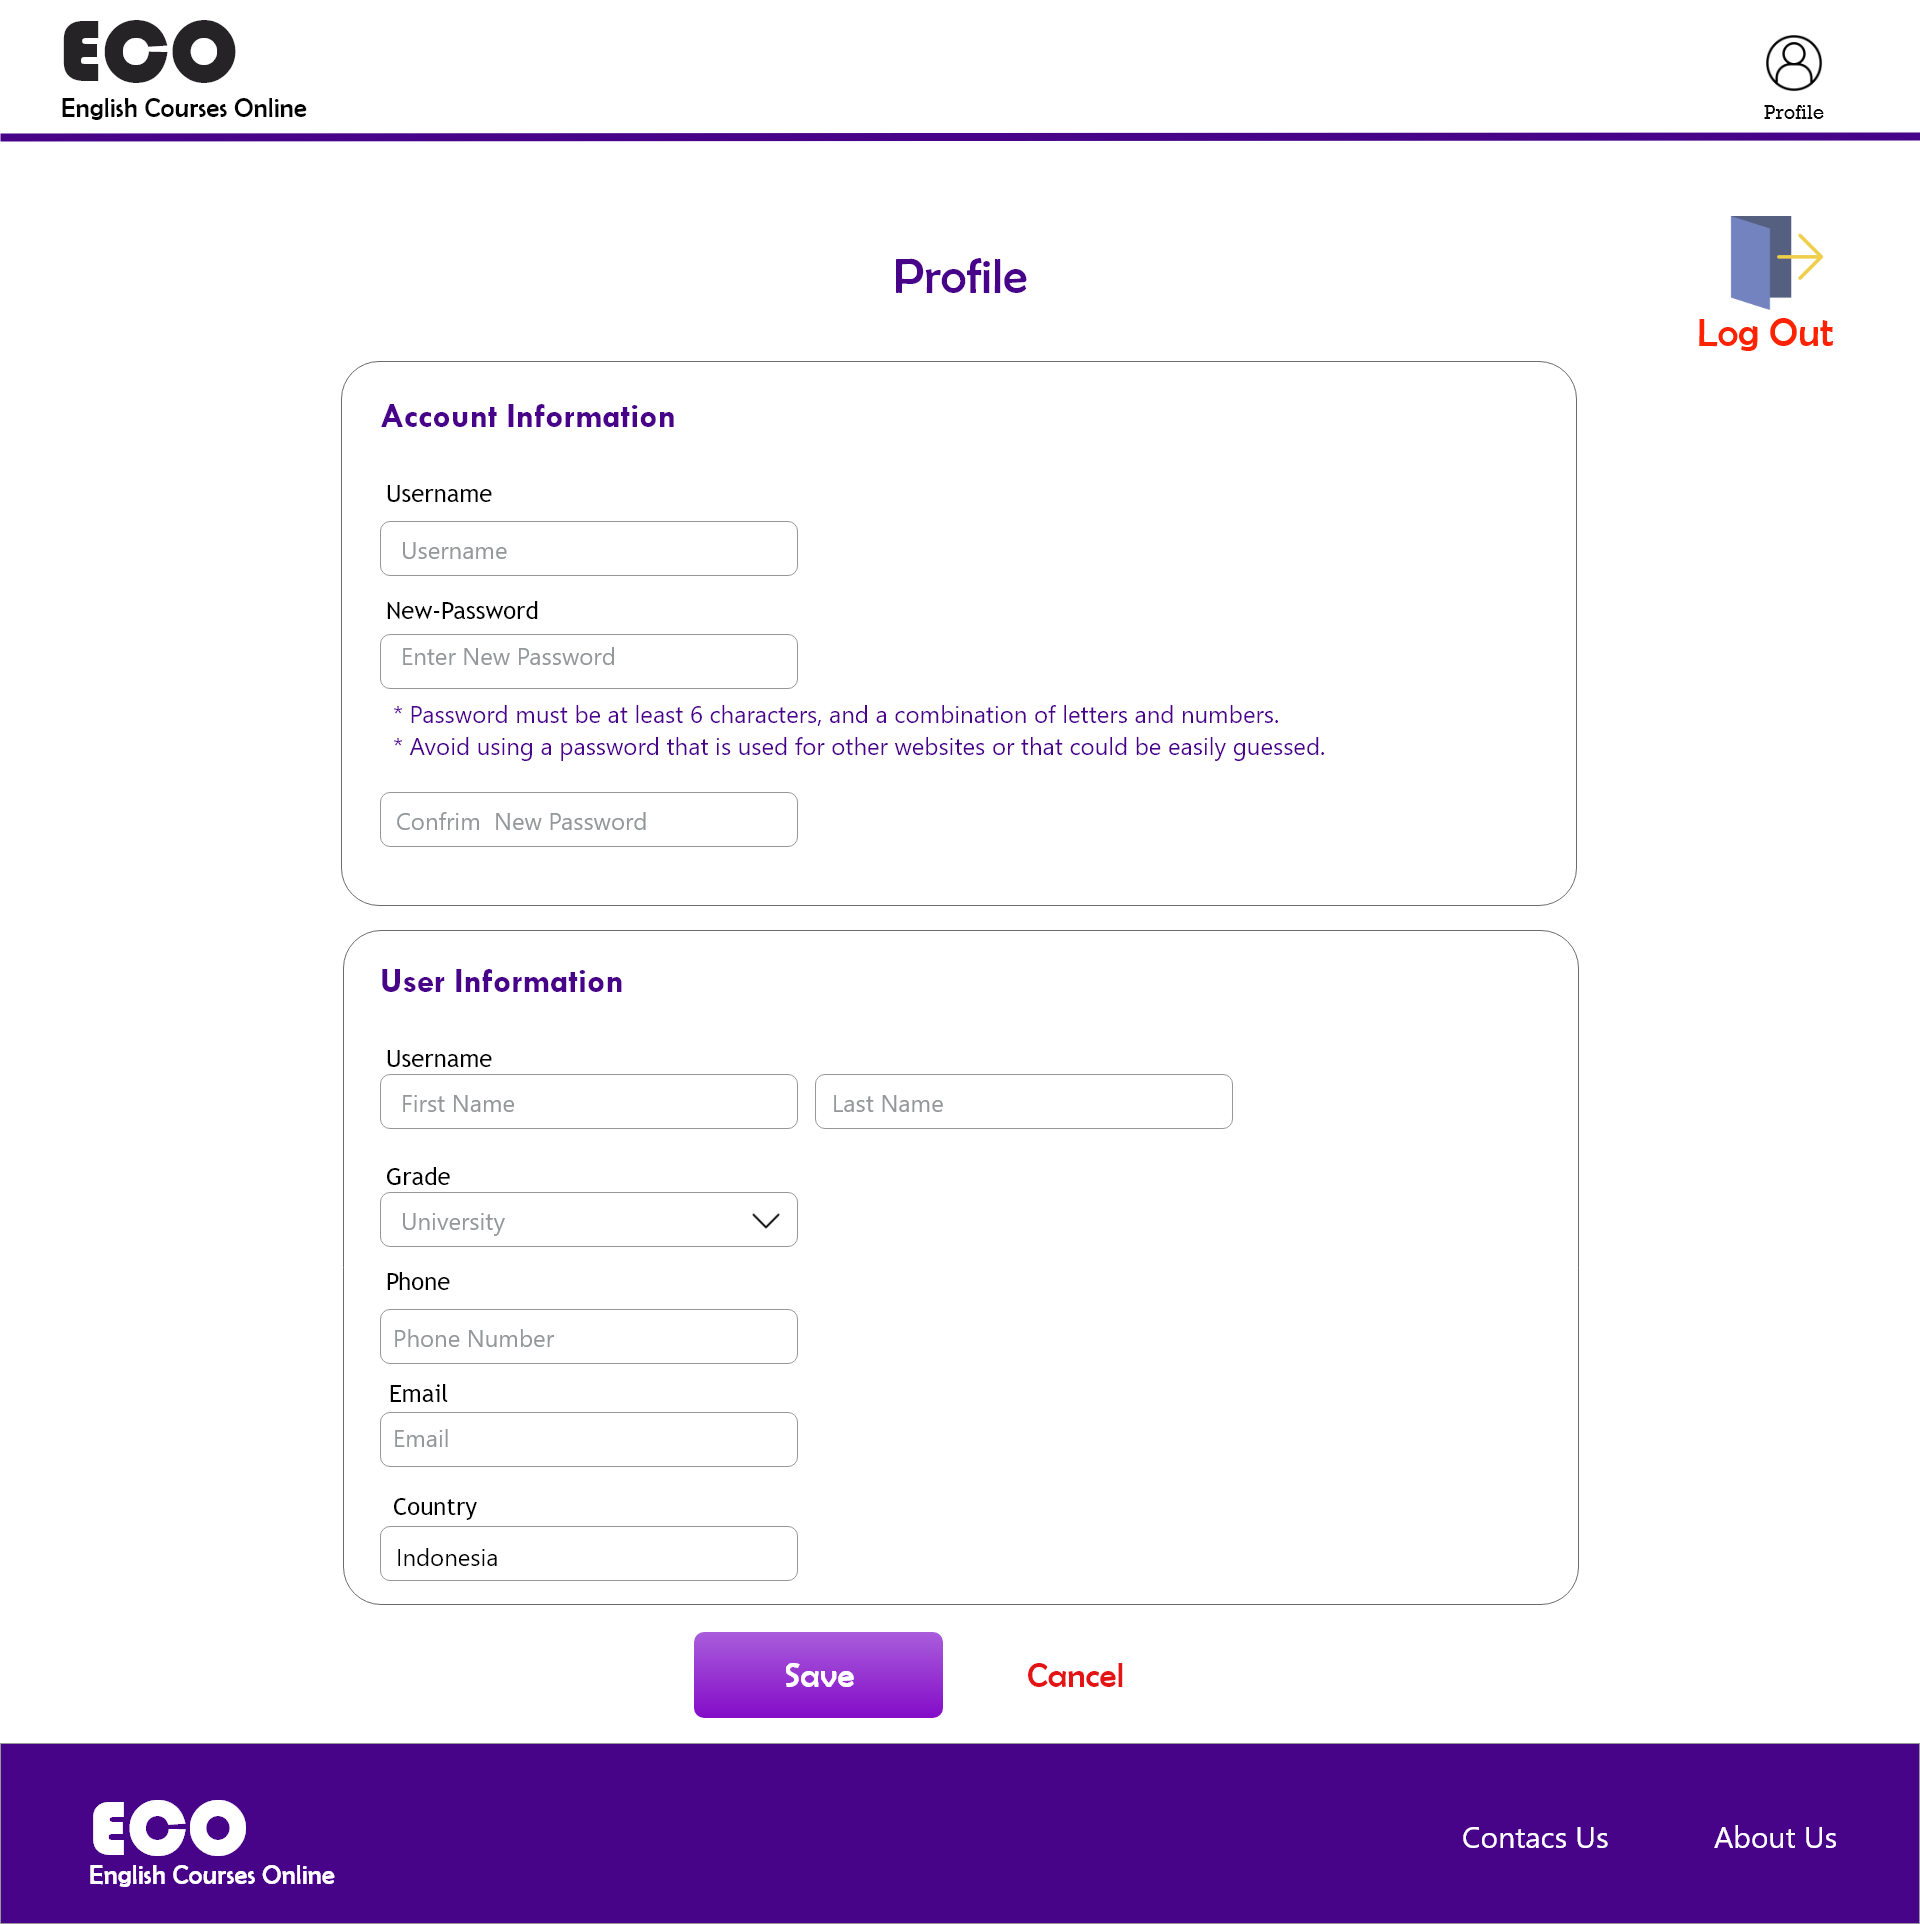 ECO
English Courses Online
Profile
Profile
Log Out
Account Information
Username
Username
New-Password
Enter New Password
* Password must be at least 6 characters, and a combination of letters and numbers.
* Avoid using a password that is used for other websites or that could be easily guessed.
Confrim  New Password
User Information
Username
First Name
Last Name
Grade
University
Phone
Phone Number
Email
Email
Country
Indonesia
Save
Cancel
ECO
English Courses Online
Contacs Us
About Us